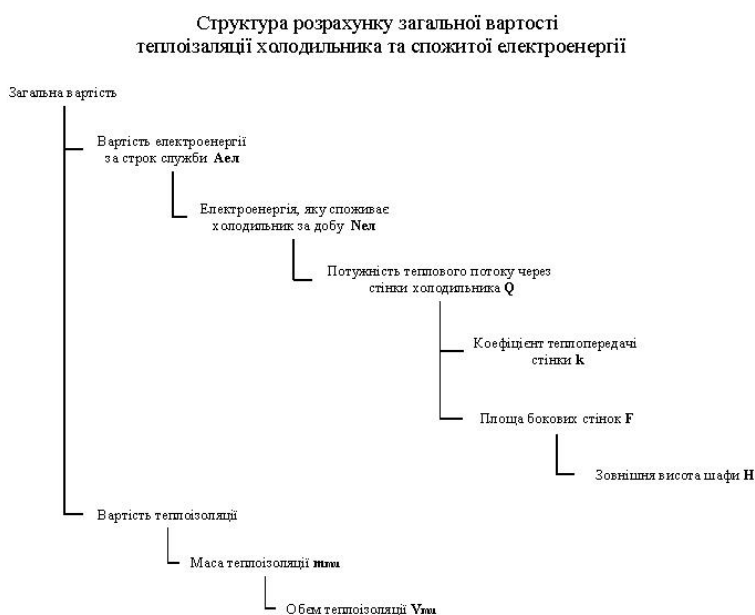 Структура розрахунку загальної вартості
теплоізаляції холодильника та спожитої електроенергії
Загальна вартість
Вартість електроенергії
за строк служби Аел
Електроенергія, яку споживає
холодильник за добу Nел
Потужність теплового потоку через
стінки холодильника Q
Коефіцієнт теплопередачі
стінки k
Площа бокових стінок F
Зовнішня висота шафи H
Вартість теплоізоляції
Маса теплоізоляції mти
Обєм теплоізоляції Vти